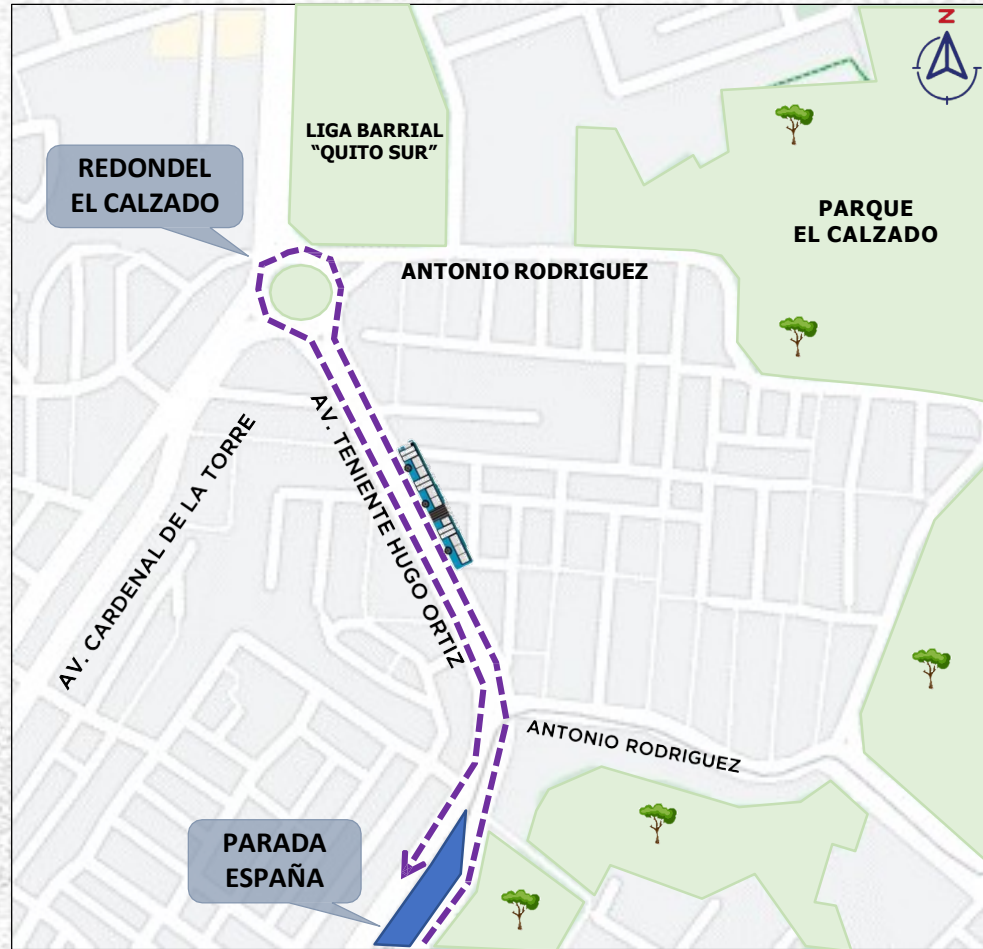 N
LIGA BARRIAL
"QUITO SUR"
REDONDEL
EL CALZADO
PARQUE
EL CALZADO
ANTONIO RODRIGUEZ
AV. CARDENAL DE LA TORRE
AV. TENIENTE HUGO ORTIZ
ANTONIO RODRIGUEZ
PARADA
ESPAÑA